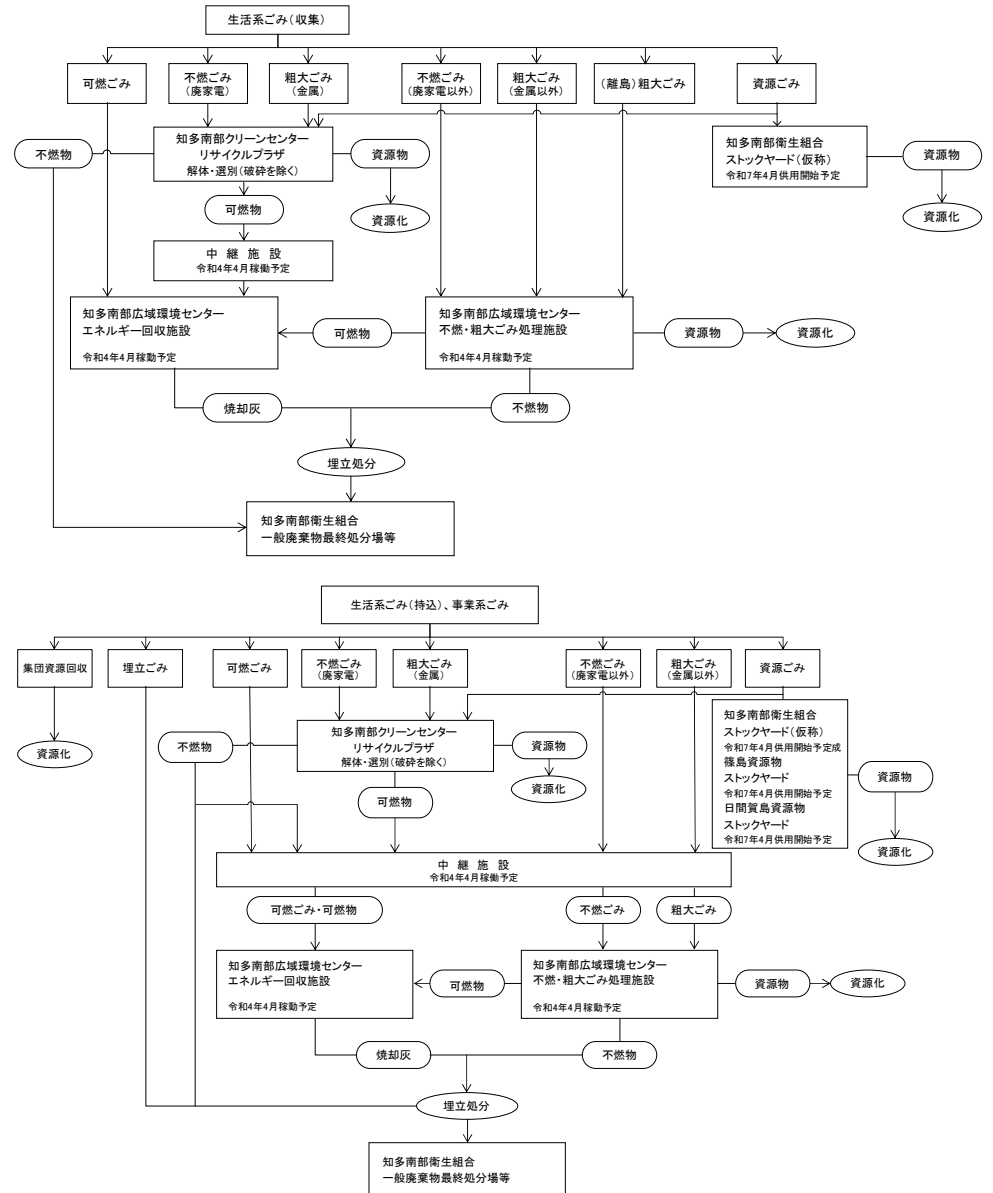 生活系ごみ(収集)
可燃ごみ
不燃ごみ
(廃家電)
粗大ごみ
(金属)
不燃ごみ
(廃家電以外)
粗大ごみ
(金属以外)
(離島)粗大ごみ
資源ごみ
不燃物
知多南部クリーンセンター
リサイクルプラザ
解体・選別(破砕を除く)
資源物
資源化
知多南部衛生組合
ストックヤード(仮称)
令和7年4月供用開始予定
資源物
資源化
可燃物
中継施設
令和4年4月稼働予定
知多南部広域環境センター
エネルギー回収施設
令和4年4月稼動予定
可燃物
知多南部広域環境センター
不燃・粗大ごみ処理施設
令和4年4月稼動予定
資源物
資源化
焼却灰
不燃物
埋立処分
知多南部衛生組合
一般廃棄物最終処分場等
生活系ごみ(持込)、事業系ごみ
集団資源回収
埋立ごみ
可燃ごみ
不燃ごみ
(廃家電)
粗大ごみ
(金属)
不燃ごみ
(廃家電以外)
粗大ごみ
(金属以外)
資源ごみ
資源化
不燃物
知多南部クリーンセンター
リサイクルプラザ
解体・選別(破砕を除く)
資源物
資源化
知多南部衛生組合
ストックヤード(仮称)
令和7年4月供用開始予定成
篠島資源物
ストックヤード
令和7年4月供用開始予定
日間賀島資源物
ストックヤード
令和7年4月供用開始予定
資源物
資源化
可燃物
中継施設
令和4年4月稼働予定
可燃ごみ・可燃物
不燃ごみ
粗大ごみ
知多南部広域環境センター
エネルギー回収施設
令和4年4月稼動予定
可燃物
知多南部広域環境センター
不燃・粗大ごみ処理施設
令和4年4月稼動予定
資源物
資源化
焼却灰
不燃物
埋立処分
知多南部衛生組合
一般廃棄物最終処分場等